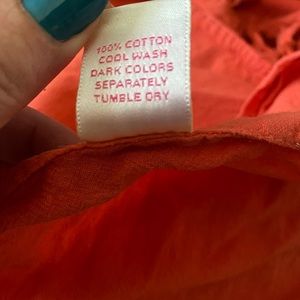 100% COTTON
COOL WASH
DARK COLORS
SEPARATELY
TUMBLE DRY